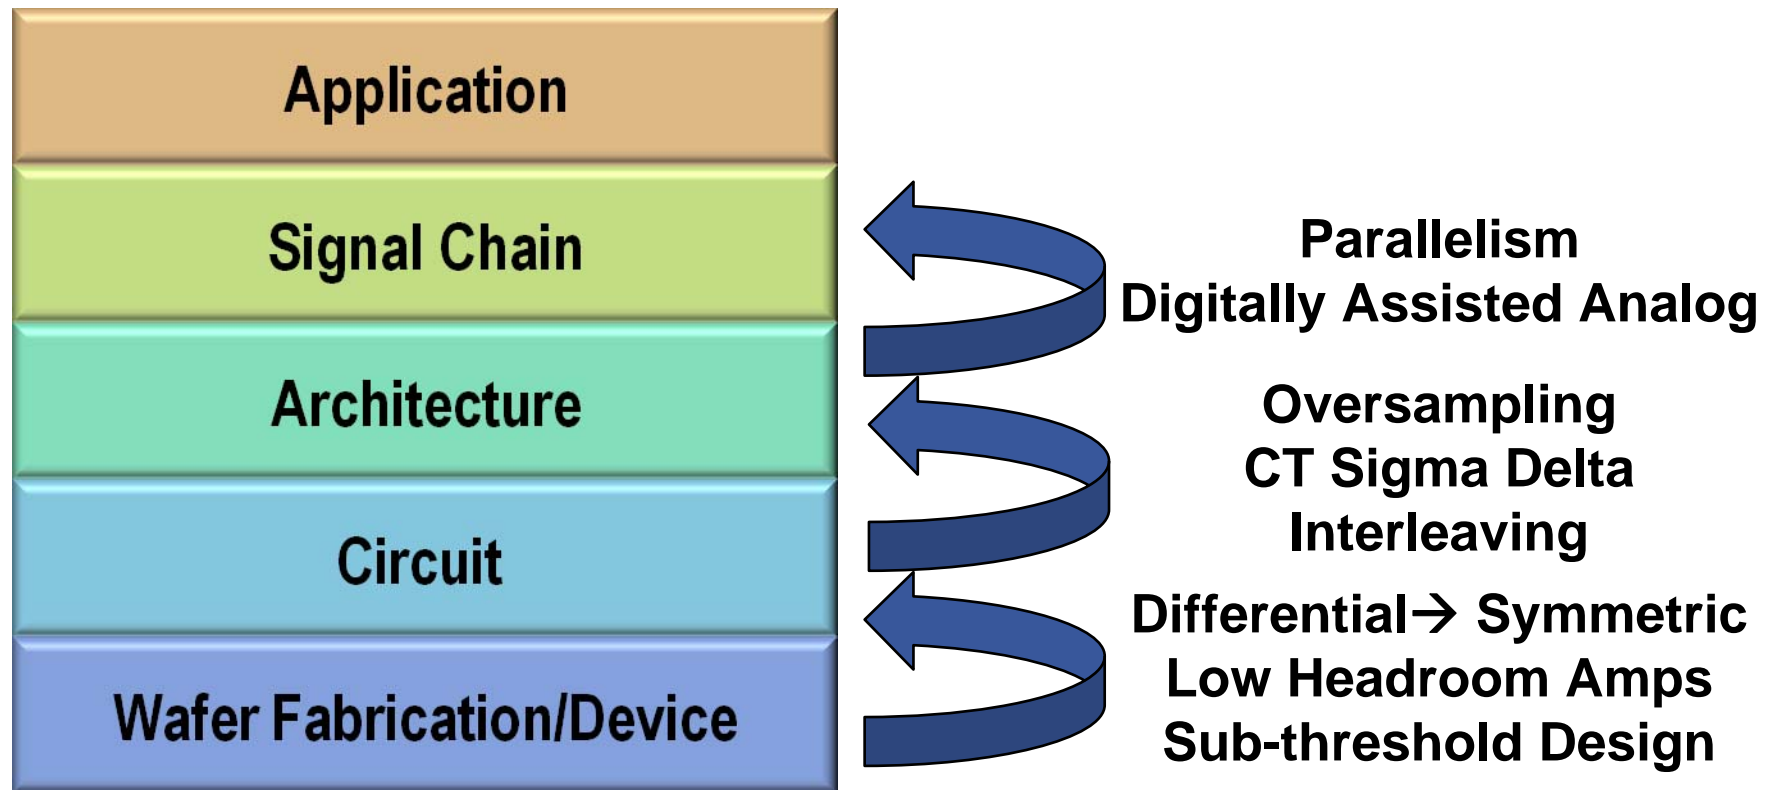 Application
Signal Chain
Architecture
Circuit
Wafer Fabrication/Device
Parallelism
Digitally Assisted Analog
Oversampling
CT Sigma Delta
Interleaving
Differential→ Symmetric
Low Headroom Amps
Sub-threshold Design